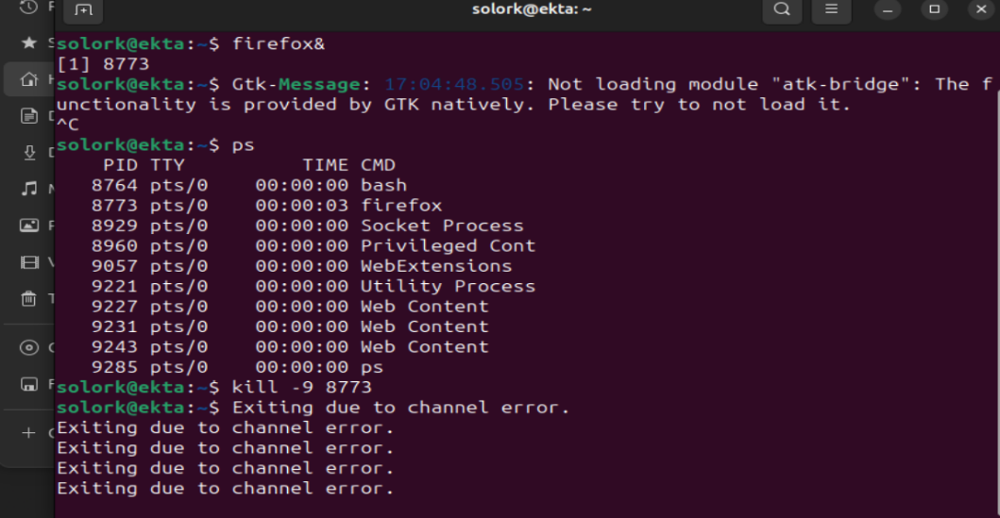 solork@ekta: ~
solork@ekta:~$ firefox&
[1] 8773
solork@ekta:~$ Gtk-Message: 17:04:48.505: Not loading module "atk-bridge": The f
unctionality is provided by GTK natively. Please try to not load it.
^C
solork@ekta:~$ ps
    PID TTY          TIME CMD
   8764 pts/0    00:00:00 bash
   8773 pts/0    00:00:03 firefox
   8929 pts/0    00:00:00 Socket Process
   8960 pts/0    00:00:00 Privileged Cont
   9057 pts/0    00:00:00 WebExtensions
   9221 pts/0    00:00:00 Utility Process
   9227 pts/0    00:00:00 Web Content
   9231 pts/0    00:00:00 Web Content
   9243 pts/0    00:00:00 Web Content
   9285 pts/0    00:00:00 ps
solork@ekta:~$ kill -9 8773
solork@ekta:~$ Exiting due to channel error.
Exiting due to channel error.
Exiting due to channel error.
Exiting due to channel error.
Exiting due to channel error.